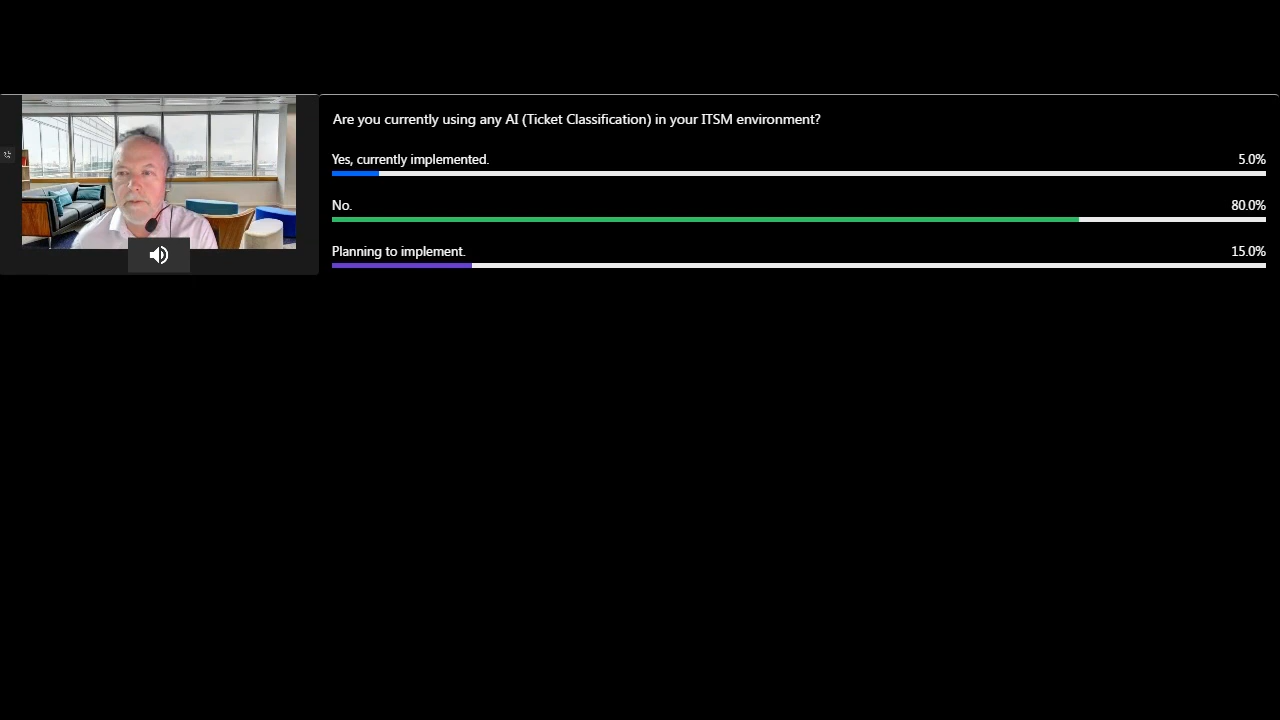 Are you currently using any AI (Ticket Classification) in your ITSM environment?
Yes, currently implemented. 5.0%
No. 80.0%
Planning to implement. 15.0%